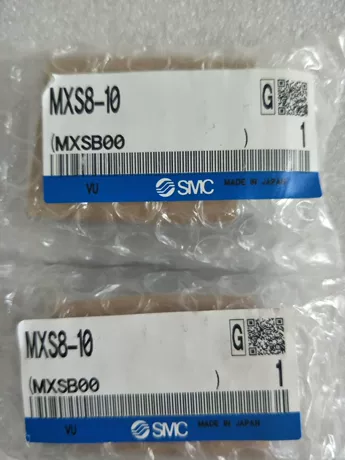 MXS8-10
G
(MXSB00 )
1
VU SMC MADE IN JAPAN
MXS8-10
G
(MXSB00 )
1
VU SMC MADE IN JAPAN